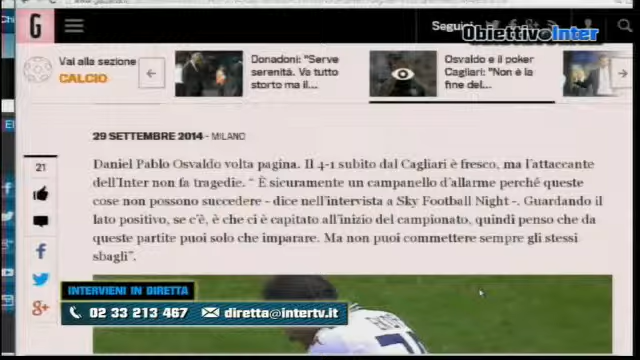 G
Seguici
ObiettivoInter
Vai alla sezione
CALCIO
Donadoni: "Serve
serenità. Va tutto
storto ma il...
Osvaldo e il poker
Cagliari: "Non è la
fine del...
29 SETTEMBRE 2014 - MILANO
21
Daniel Pablo Osvaldo volta pagina. Il 4-1 subito dal Cagliari è fresco, ma l'attaccante
dell'Inter non fa tragedie. " È sicuramente un campanello d'allarme perché queste
cose non possono succedere - dice nell'intervista a Sky Football Night -. Guardando il
lato positivo, se c'è, è che ci è capitato all'inizio del campionato, quindi penso che da
queste partite puoi solo che imparare. Ma non puoi commettere sempre gli stessi
sbagli".
INTERVIENI IN DIRETTA
02 33 213 467 diretta@intertv.it